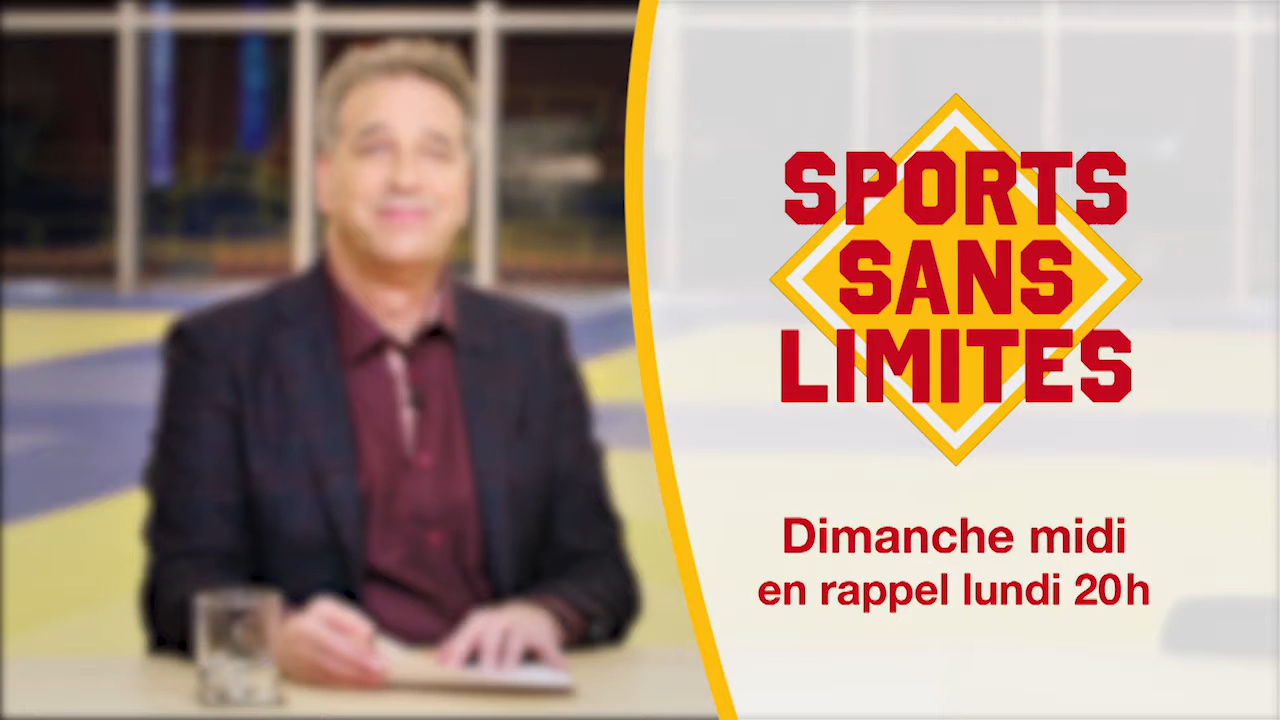 SPORTS
SANS
LIMITES
Dimanche midi
en rappel lundi 20h